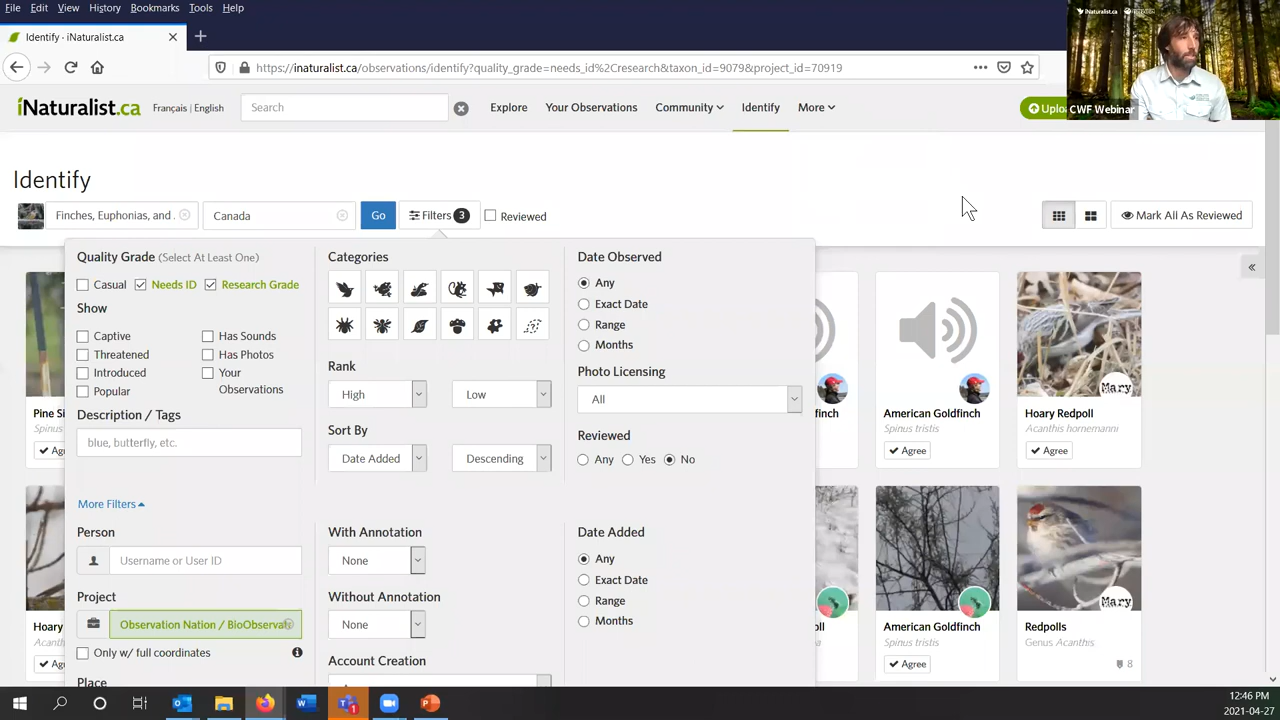 File Edit View History Bookmarks Tools Help
Identify · iNaturalist.ca
https://inaturalist.ca/observations/identify?quality_grade=needs_id%2Cresearch&taxon_id=9079&project_id=70919
iNaturalist.ca Français | English Search Explore Your Observations Community Identify More
CWF Webinar
Identify
Finches, Euphonias, and Canada Go Filters 3 Reviewed Mark All As Reviewed
Quality Grade (Select At Least One)
Casual Needs ID Research Grade
Show
Captive Has Sounds
Threatened Has Photos
Introduced Your Observations
Popular
Description / Tags
blue, butterfly, etc.
More Filters
Person
Username or User ID
Project
Observation Nation / BioObservat
Only w/ full coordinates
Place
Categories
Rank
High Low
Sort By
Date Added Descending
With Annotation
None
Without Annotation
None
Account Creation
Date Observed
Any
Exact Date
Range
Months
Photo Licensing
All
Reviewed
Any Yes No
Date Added
Any
Exact Date
Range
Months
Pine Si
Spinus
American Goldfinch
Spinus tristis
Agree
Hoary Redpoll
Acanthis hornemanni
Agree
Mary
Hoary
American Goldfinch
Spinus tristis
Agree
Redpolls
Genus Acanthis
8
Mary
12:46 PM
2021-04-27